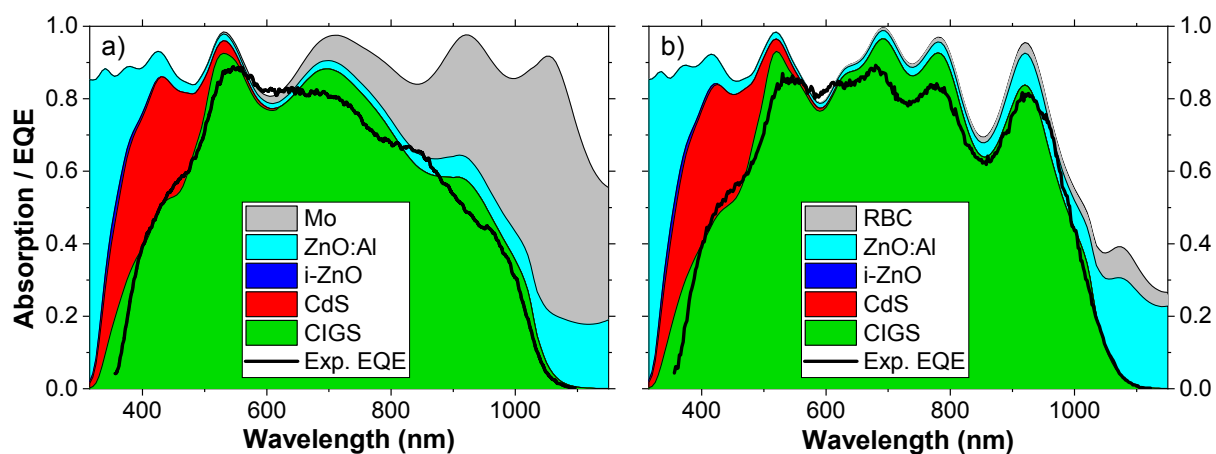 a)
1.0
0.8
0.6
0.4
0.2
0.0
Absorption / EQE
Mo
ZnO:Al
i-ZnO
CdS
CIGS
Exp. EQE
400 600 800 1000
Wavelength (nm)
b)
RBC
ZnO:Al
i-ZnO
CdS
CIGS
Exp. EQE
1.0
0.8
0.6
0.4
0.2
0.0
400 600 800 1000
Wavelength (nm)